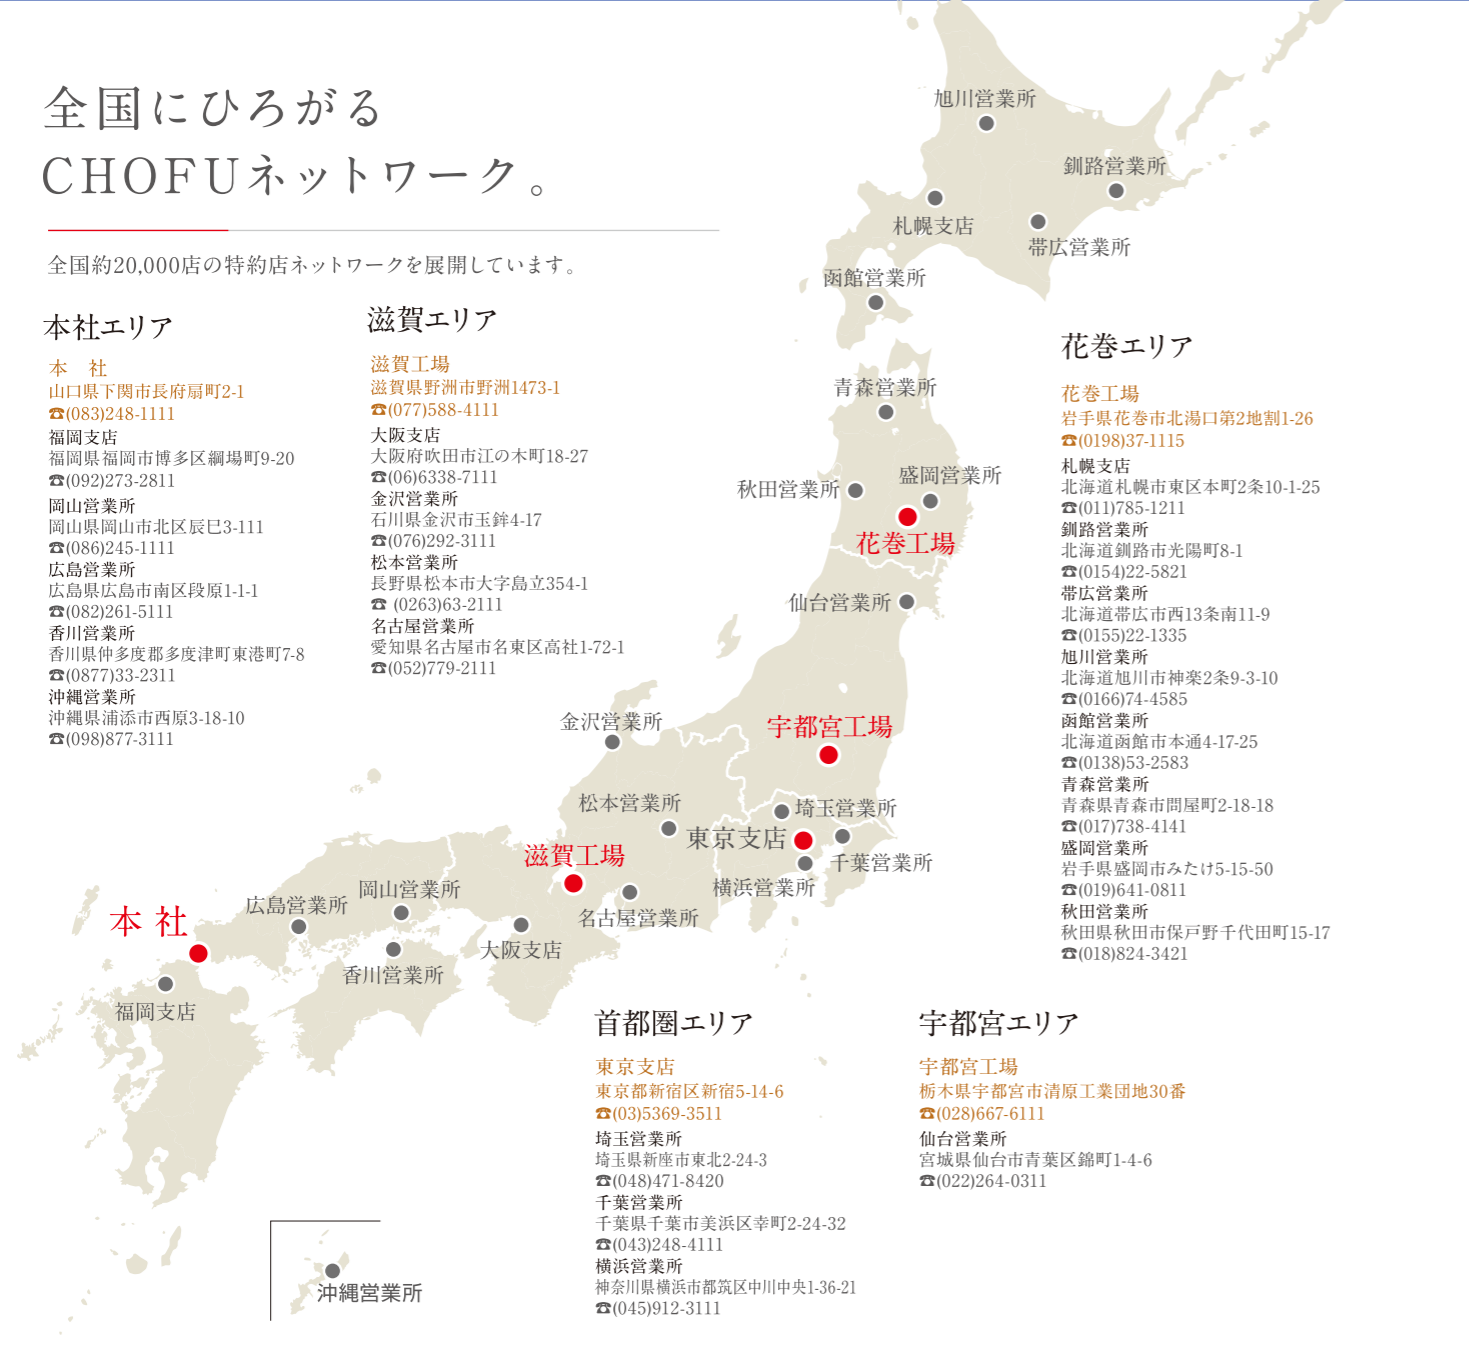 全国にひろがる
CHOFUネットワーク。
全国約20,000店の特約店ネットワークを展開しています。
本社エリア
本　社
山口県下関市長府扇町2-1
☎(083)248-1111
福岡支店
福岡県福岡市博多区綱場町9-20
☎(092)273-2811
岡山営業所
岡山県岡山市北区辰巳3-111
☎(086)245-1111
広島営業所
広島県広島市南区段原1-1-1
☎(082)261-5111
香川営業所
香川県仲多度郡多度津町東港町7-8
☎(0877)33-2311
沖縄営業所
沖縄県浦添市西原3-18-10
☎(098)877-3111
滋賀エリア
滋賀工場
滋賀県野洲市野洲1473-1
☎(077)588-4111
大阪支店
大阪府吹田市江の木町18-27
☎(06)6338-7111
金沢営業所
石川県金沢市玉鉾4-17
☎(076)292-3111
松本営業所
長野県松本市大字島立354-1
☎ (0263)63-2111
名古屋営業所
愛知県名古屋市名東区高社1-72-1
☎(052)779-2111
花巻エリア
花巻工場
岩手県花巻市北湯口第2地割1-26
☎(0198)37-1115
札幌支店
北海道札幌市東区本町2条10-1-25
☎(011)785-1211
釧路営業所
北海道釧路市光陽町8-1
☎(0154)22-5821
帯広営業所
北海道帯広市西13条南11-9
☎(0155)22-1335
旭川営業所
北海道旭川市神楽2条9-3-10
☎(0166)74-4585
函館営業所
北海道函館市本通4-17-25
☎(0138)53-2583
青森営業所
青森県青森市問屋町2-18-18
☎(017)738-4141
盛岡営業所
岩手県盛岡市みたけ5-15-50
☎(019)641-0811
秋田営業所
秋田県秋田市保戸野千代田町15-17
☎(018)824-3421
首都圏エリア
東京支店
東京都新宿区新宿5-14-6
☎(03)5369-3511
埼玉営業所
埼玉県新座市東北2-24-3
☎(048)471-8420
千葉営業所
千葉県千葉市美浜区幸町2-24-32
☎(043)248-4111
横浜営業所
神奈川県横浜市都筑区中川中央1-36-21
☎(045)912-3111
宇都宮エリア
宇都宮工場
栃木県宇都宮市清原工業団地30番
☎(028)667-6111
仙台営業所
宮城県仙台市青葉区錦町1-4-6
☎(022)264-0311
旭川営業所
釧路営業所
札幌支店
帯広営業所
函館営業所
青森営業所
盛岡営業所
秋田営業所
花巻工場
仙台営業所
金沢営業所
宇都宮工場
松本営業所
埼玉営業所
東京支店
千葉営業所
滋賀工場
横浜営業所
岡山営業所
広島営業所
名古屋営業所
本 社
大阪支店
香川営業所
福岡支店
沖縄営業所